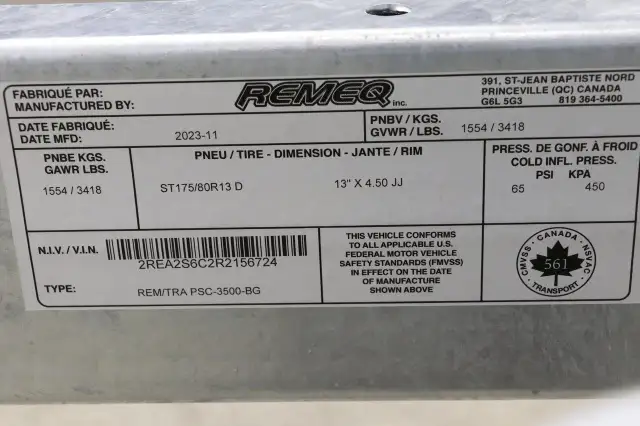 FABRIQUÉ PAR:
MANUFACTURED BY:
REMEQ inc.
391, ST-JEAN BAPTISTE NORD
PRINCEVILLE (QC) CANADA
G6L 5G3 819 364-5400
DATE FABRIQUÉ:
DATE MFD:
2023-11
PNBV / KGS.
GVWR / LBS.
1554 / 3418
PNBE KGS.
GAWR LBS.
1554 / 3418
PNEU / TIRE - DIMENSION - JANTE / RIM
ST175/80R13 D 13" X 4.50 JJ
PRESS. DE GONF. À FROID
COLD INFL. PRESS.
PSI KPA
65 450
N.I.V. / V.I.N.
2REA2S6C2R2156724
TYPE: REM/TRA PSC-3500-BG
THIS VEHICLE CONFORMS
TO ALL APPLICABLE U.S.
FEDERAL MOTOR VEHICLE
SAFETY STANDARDS (FMVSS)
IN EFFECT ON THE DATE
OF MANUFACTURE
SHOWN ABOVE
CMVSS · CANADA · NSVAC
561
TRANSPORT